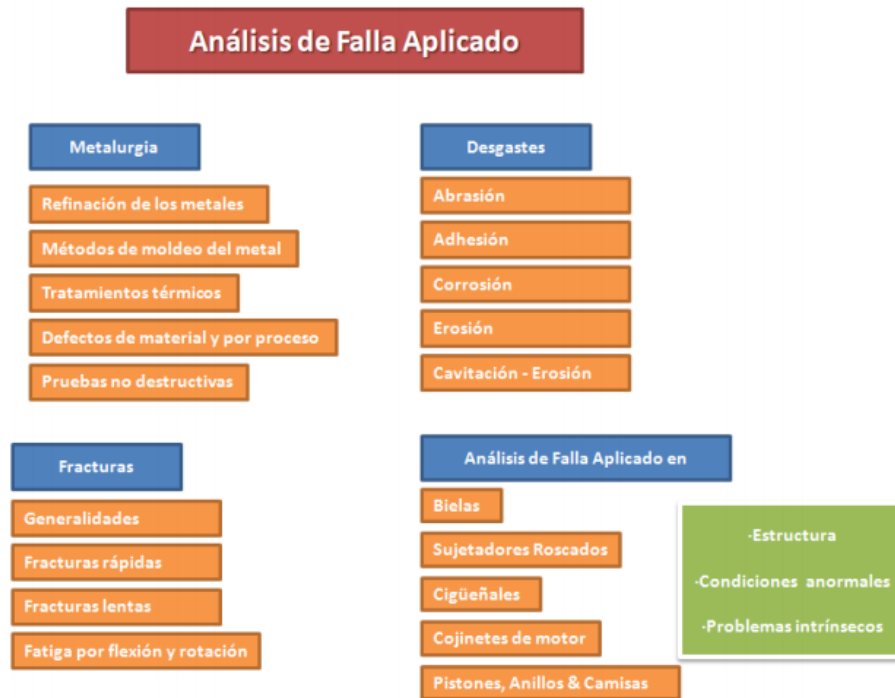 Análisis de Falla Aplicado
Metalurgia
Refinación de los metales
Métodos de moldeo del metal
Tratamientos térmicos
Defectos de material y por proceso
Pruebas no destructivas
Desgastes
Abrasión
Adhesión
Corrosión
Erosión
Cavitación - Erosión
Fracturas
Generalidades
Fracturas rápidas
Fracturas lentas
Fatiga por flexión y rotación
Análisis de Falla Aplicado en
Bielas
Sujetadores Roscados
Cigüeñales
Cojinetes de motor
Pistones, Anillos & Camisas
·Estructura
·Condiciones anormales
·Problemas intrínsecos